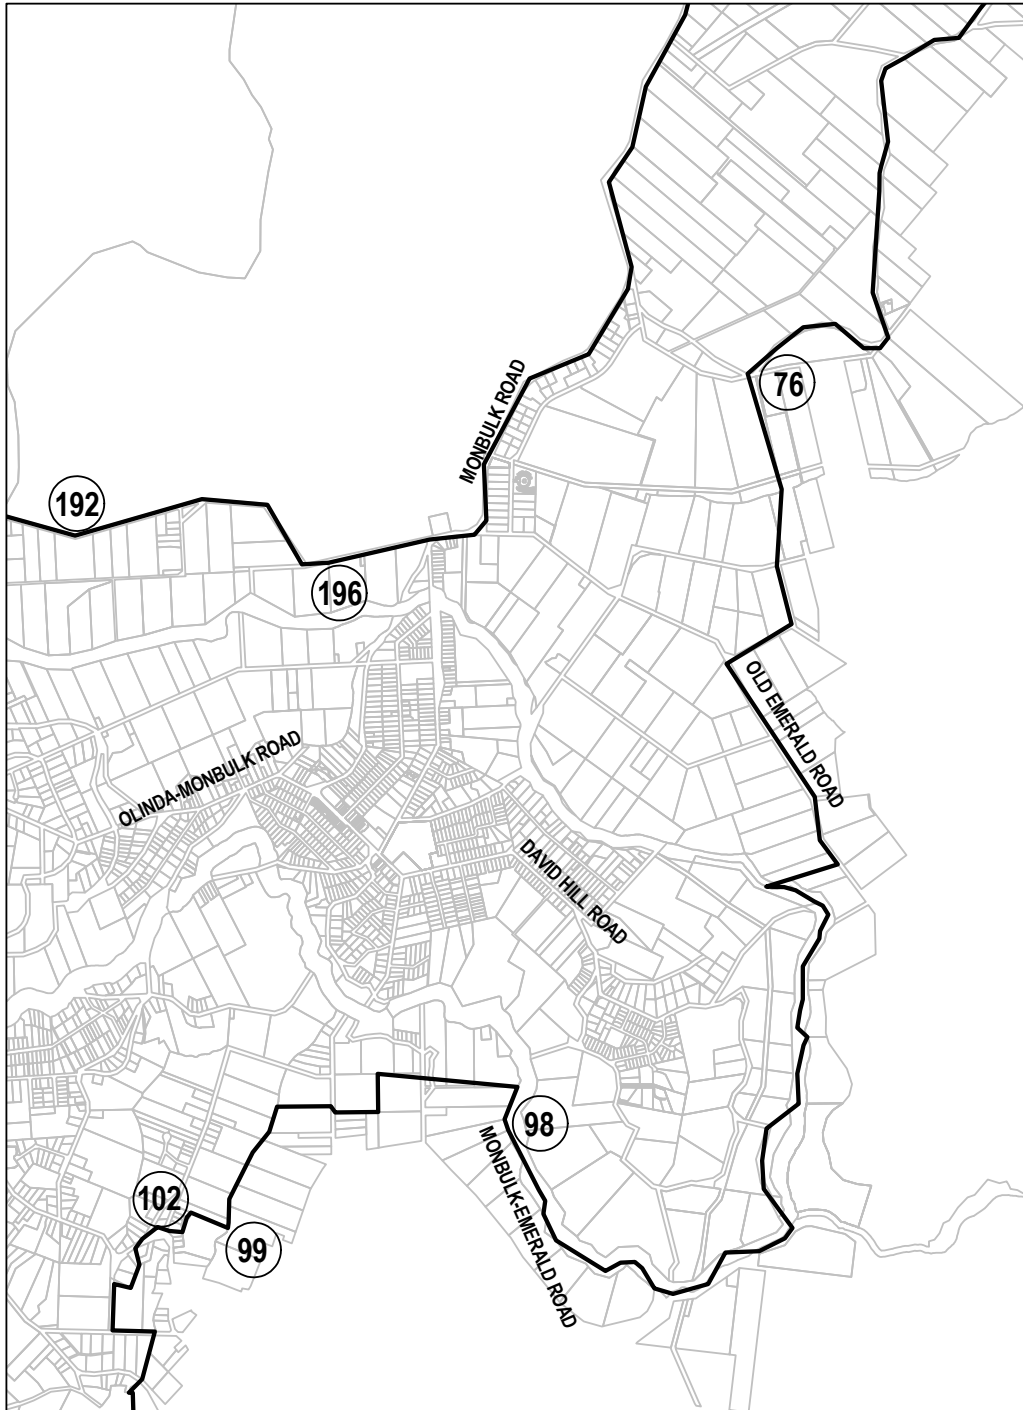 76
MONBULK ROAD
192
196
OLD EMERALD ROAD
OLINDA-MONBULK ROAD
DAVID HILL ROAD
98
MONBULK-EMERALD ROAD
102
99